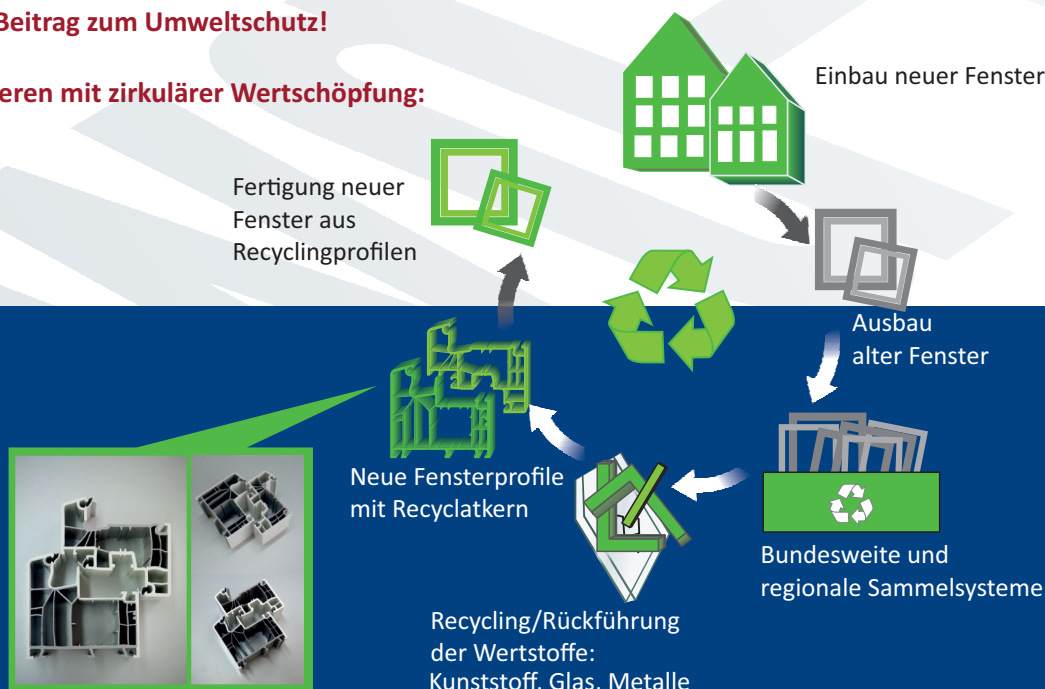 Beitrag zum Umweltschutz!
eren mit zirkulärer Wertschöpfung:
Einbau neuer Fenster
Fertigung neuer
Fenster aus
Recyclingprofilen
Ausbau
alter Fenster
Neue Fensterprofile
mit Recyclatkern
Bundesweite und
regionale Sammelsysteme
Recycling/Rückführung
der Wertstoffe:
Kunststoff, Glas, Metalle